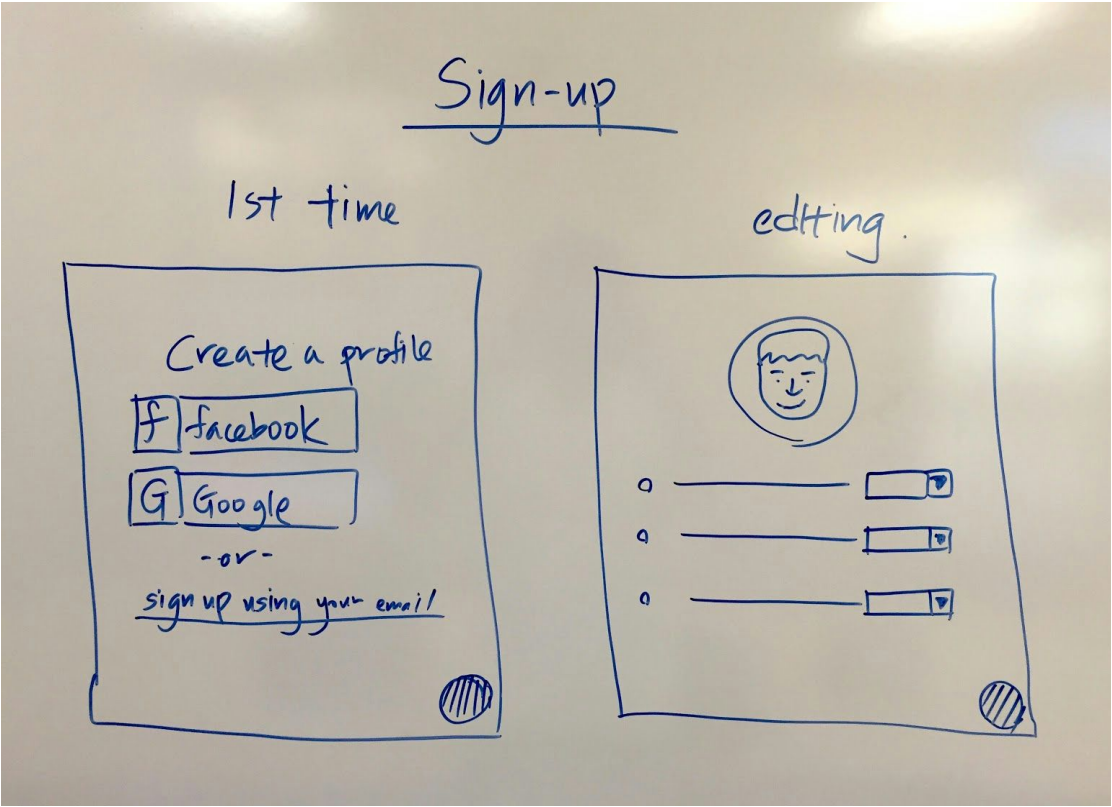 Sign-up
1st time
editing.
Create a profile
f facebook
G Google
-or-
sign up using your email